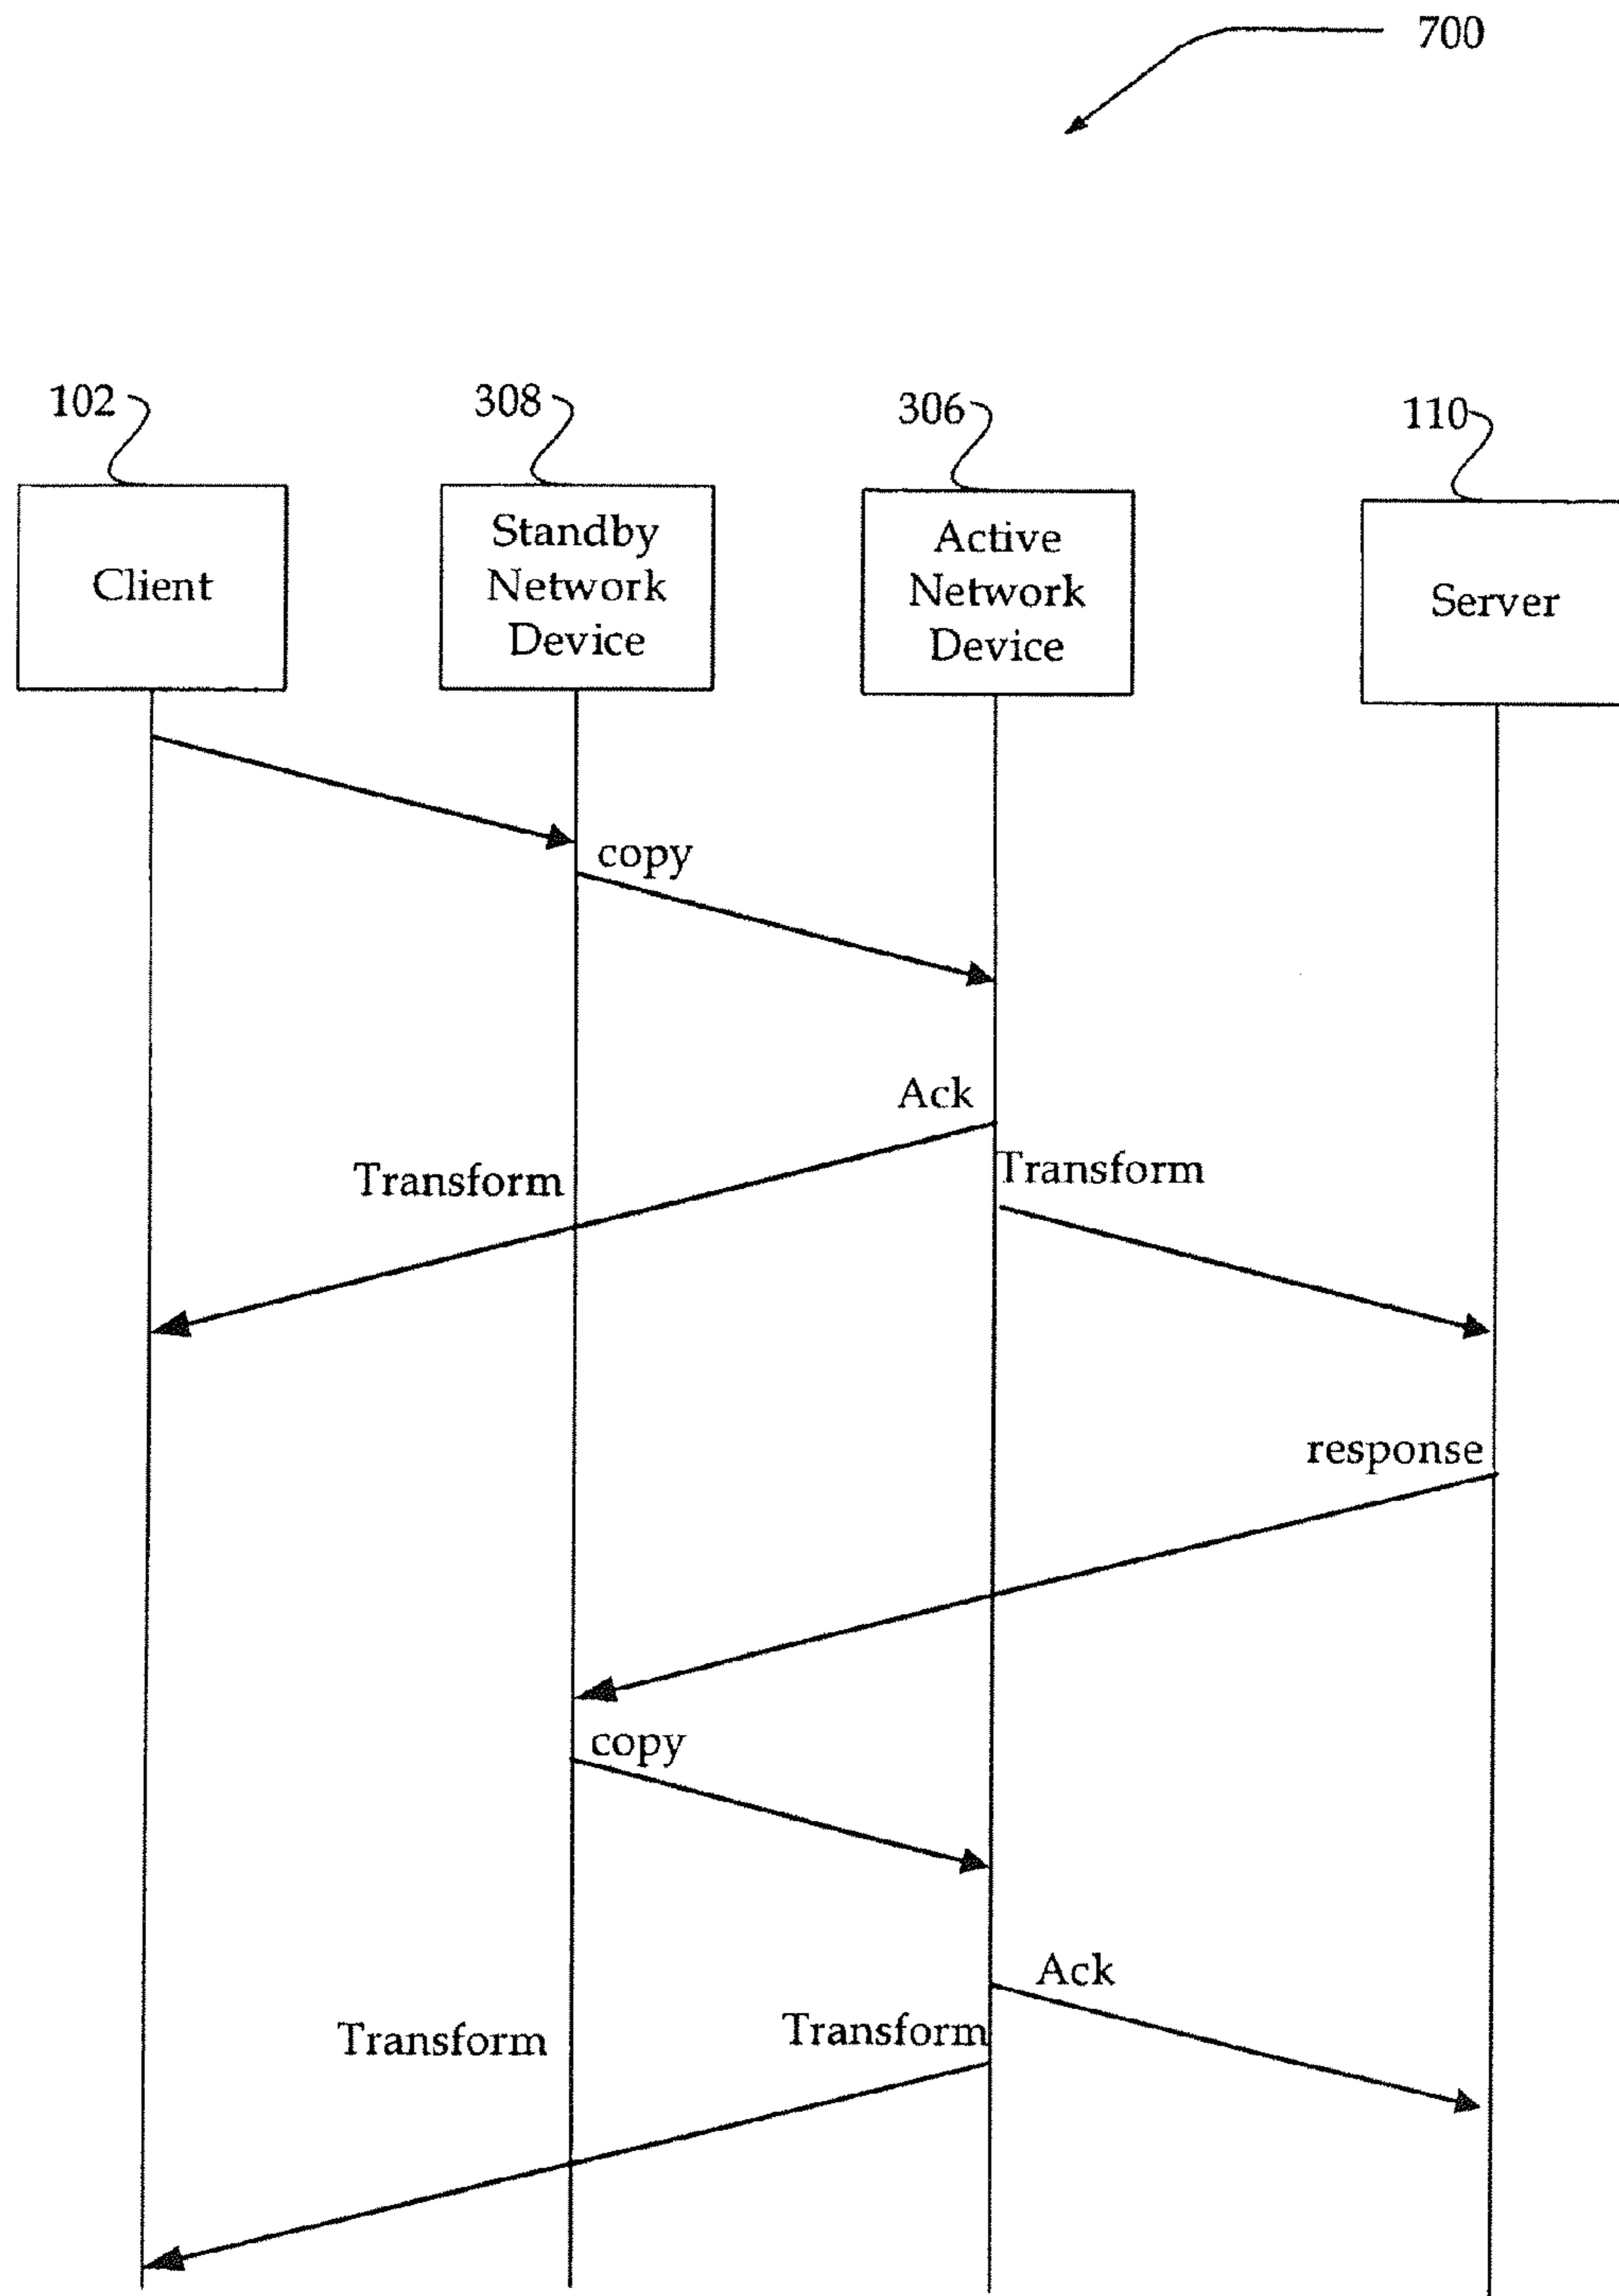 700
102
308
306
110
Client
Standby
Network
Device
Active
Network
Device
Server
copy
Ack
Transform
Transform
response
copy
Ack
Transform
Transform